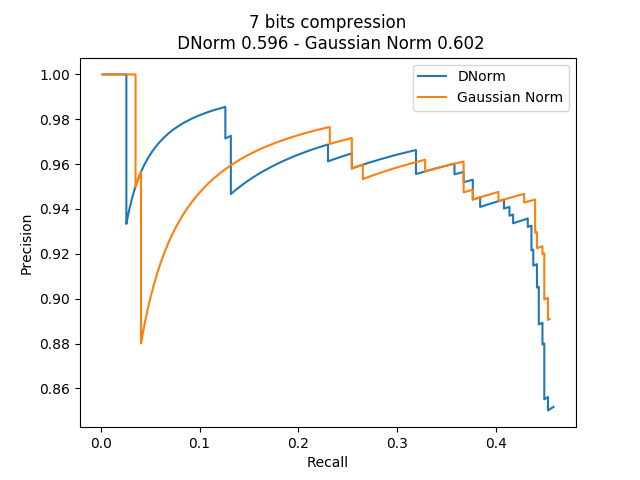 7 bits compression
DNorm 0.596 - Gaussian Norm 0.602
DNorm
Gaussian Norm
1.00
0.98
0.96
0.94
0.92
0.90
0.88
0.86
Precision
0.0
0.1
0.2
0.3
0.4
Recall